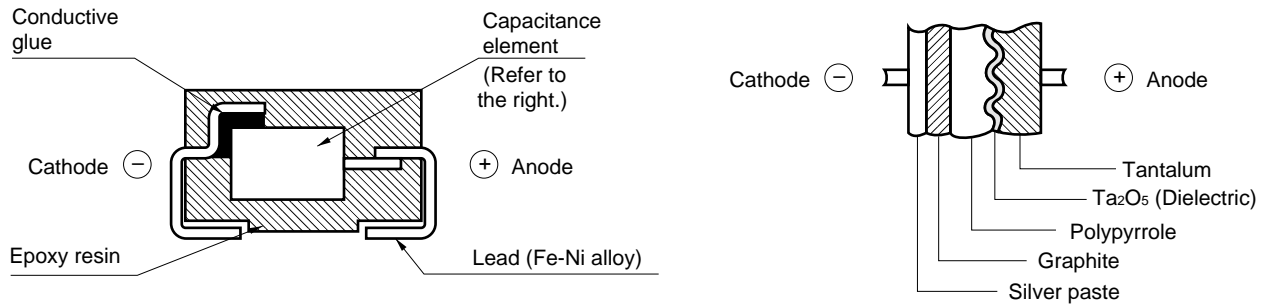 Conductive
glue
Capacitance
element
(Refer to
the right.)
Cathode −
+ Anode
Epoxy resin
Lead (Fe-Ni alloy)
Cathode −
+ Anode
Tantalum
Ta₂O₅ (Dielectric)
Polypyrrole
Graphite
Silver paste